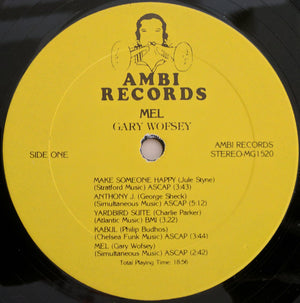 AMBI
RECORDS
MEL
GARY WOFSEY
SIDE ONE
AMBI RECORDS
STEREO-MG1520
MAKE SOMEONE HAPPY (Jule Styne)
(Stratford Music) ASCAP (3:43)
ANTHONY J. (George Sheck)
(Simultaneous Music) ASCAP (5:12)
YARDBIRD SUITE (Charlie Parker)
(Atlantic Music) BMI (3:22)
KABUL (Philip Budhos)
(Chelsea Funk Music) ASCAP (3:44)
MEL (Gary Wofsey)
(Simultaneous Music) ASCAP (2:42)
Total Playing Time: 18:56